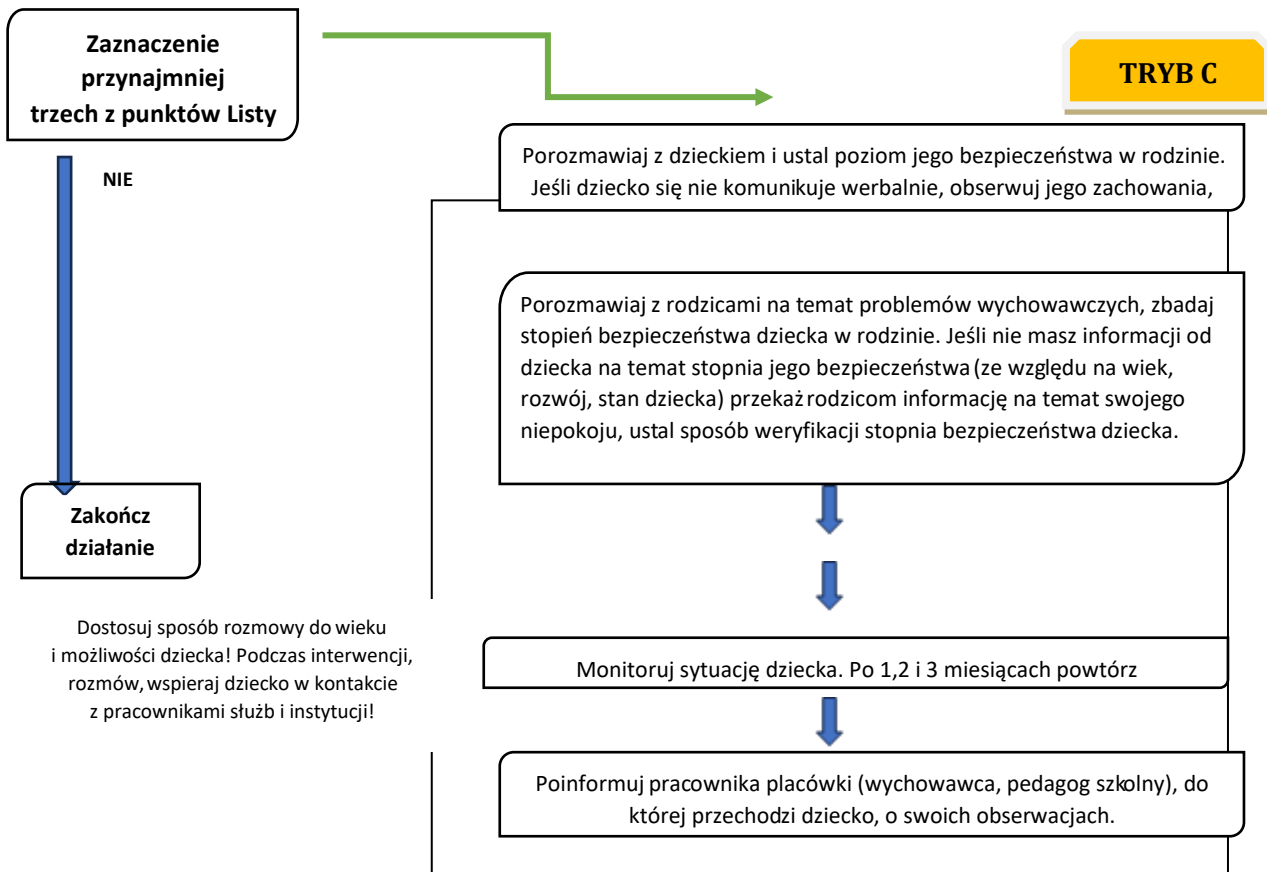 Zaznaczenie
przynajmniej
trzech z punktów Listy
TRYB C
NIE
Porozmawiaj z dzieckiem i ustal poziom jego bezpieczeństwa w rodzinie.
Jeśli dziecko się nie komunikuje werbalnie, obserwuj jego zachowania,
Porozmawiaj z rodzicami na temat problemów wychowawczych, zbadaj
stopień bezpieczeństwa dziecka w rodzinie. Jeśli nie masz informacji od
dziecka na temat stopnia jego bezpieczeństwa (ze względu na wiek,
rozwój, stan dziecka) przekaż rodzicom informację na temat swojego
niepokoju, ustal sposób weryfikacji stopnia bezpieczeństwa dziecka.
Zakończ
działanie
Dostosuj sposób rozmowy do wieku
i możliwości dziecka! Podczas interwencji,
rozmów, wspieraj dziecko w kontakcie
z pracownikami służb i instytucji!
Monitoruj sytuację dziecka. Po 1,2 i 3 miesiącach powtórz
Poinformuj pracownika placówki (wychowawca, pedagog szkolny), do
której przechodzi dziecko, o swoich obserwacjach.